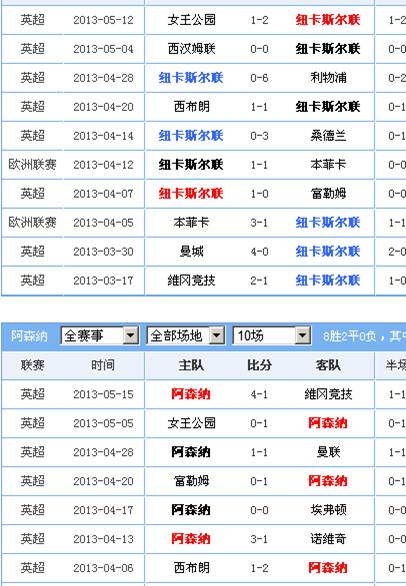 英超 2013-05-12 女王公园 1-2 纽卡斯尔联 1-2
英超 2013-05-04 西汉姆联 0-0 纽卡斯尔联 0-0
英超 2013-04-28 纽卡斯尔联 0-6 利物浦 0-2
英超 2013-04-20 西布朗 1-1 纽卡斯尔联 0-1
英超 2013-04-14 纽卡斯尔联 0-3 桑德兰 0-1
欧洲联赛 2013-04-12 纽卡斯尔联 1-1 本菲卡 0-0
英超 2013-04-07 纽卡斯尔联 1-0 富勒姆 0-0
欧洲联赛 2013-04-05 本菲卡 3-1 纽卡斯尔联 1-1
英超 2013-03-30 曼城 4-0 纽卡斯尔联 2-0
英超 2013-03-17 维冈竞技 2-1 纽卡斯尔联 1-0
阿森纳 全赛事 全部场地 10场 8胜2平0负，其中
联赛 时间 主队 比分 客队 半场
英超 2013-05-15 阿森纳 4-1 维冈竞技 1-1
英超 2013-05-05 女王公园 0-1 阿森纳 0-1
英超 2013-04-28 阿森纳 1-1 曼联 1-1
英超 2013-04-20 富勒姆 0-1 阿森纳 0-1
英超 2013-04-17 阿森纳 0-0 埃弗顿 0-0
英超 2013-04-13 阿森纳 3-1 诺维奇 0-0
英超 2013-04-06 西布朗 1-2 阿森纳 0-1